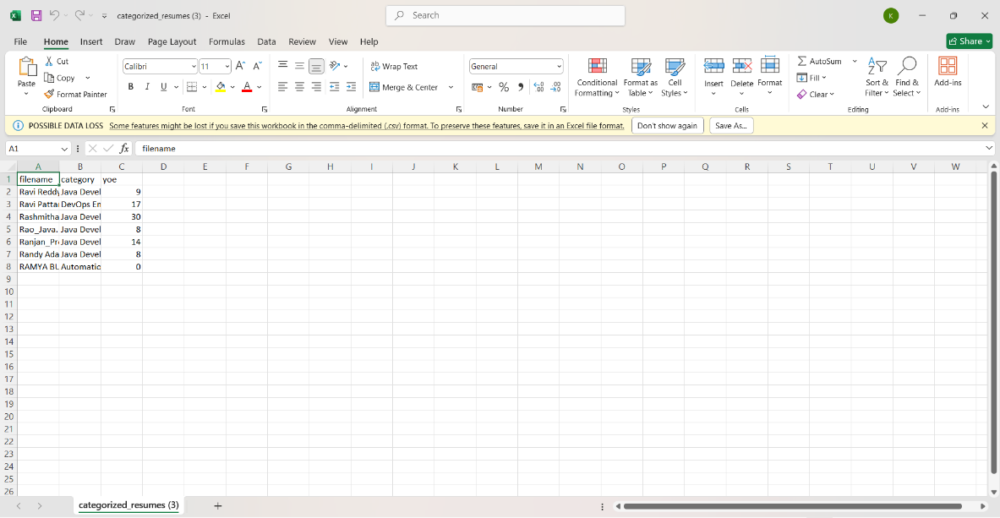 categorized_resumes (3) - Excel
Search
K
File Home Insert Draw Page Layout Formulas Data Review View Help
Share
Paste
Cut
Copy
Format Painter
Clipboard
Calibri 11
B I U
Font
Wrap Text
Merge & Center
Alignment
General
Number
Conditional Formatting
Format as Table
Cell Styles
Styles
Insert Delete Format
Cells
AutoSum
Fill
Clear
Sort & Filter
Find & Select
Editing
Add-ins
Add-ins
POSSIBLE DATA LOSS Some features might be lost if you save this workbook in the comma-delimited (.csv) format. To preserve these features, save it in an Excel file format. Don't show again Save As...
A1 fx filename
A B C D E F G H I J K L M N O P Q R S T U V W
1 filename category yoe
2 Ravi Reddy Java Devel 9
3 Ravi Pattar DevOps En 17
4 Rashmitha Java Devel 30
5 Rao_Java. Java Devel 8
6 Ranjan_Pr Java Devel 14
7 Randy Ada Java Devel 8
8 RAMYA BU Automatic 0
9
10
11
12
13
14
15
16
17
18
19
20
21
22
23
24
25
26
categorized_resumes (3)